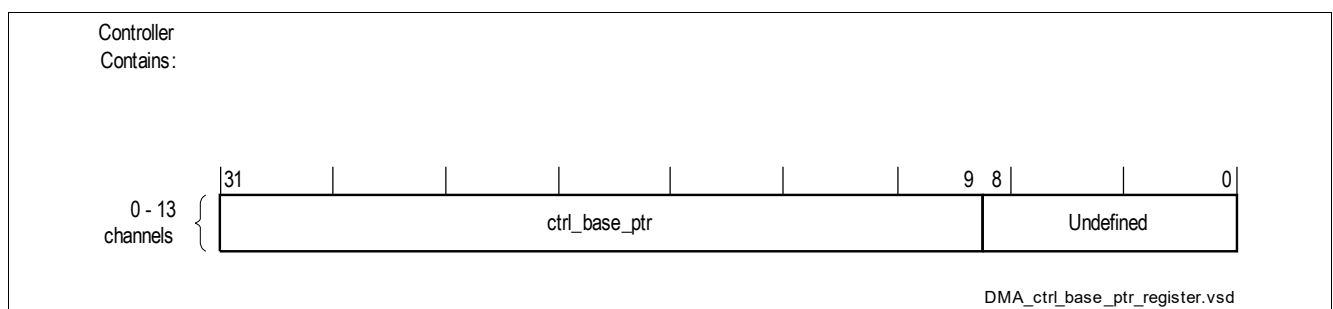 Controller
Contains:
31 9 8 0
0 - 13
channels
ctrl_base_ptr Undefined
DMA_ctrl_base_ptr_register.vsd